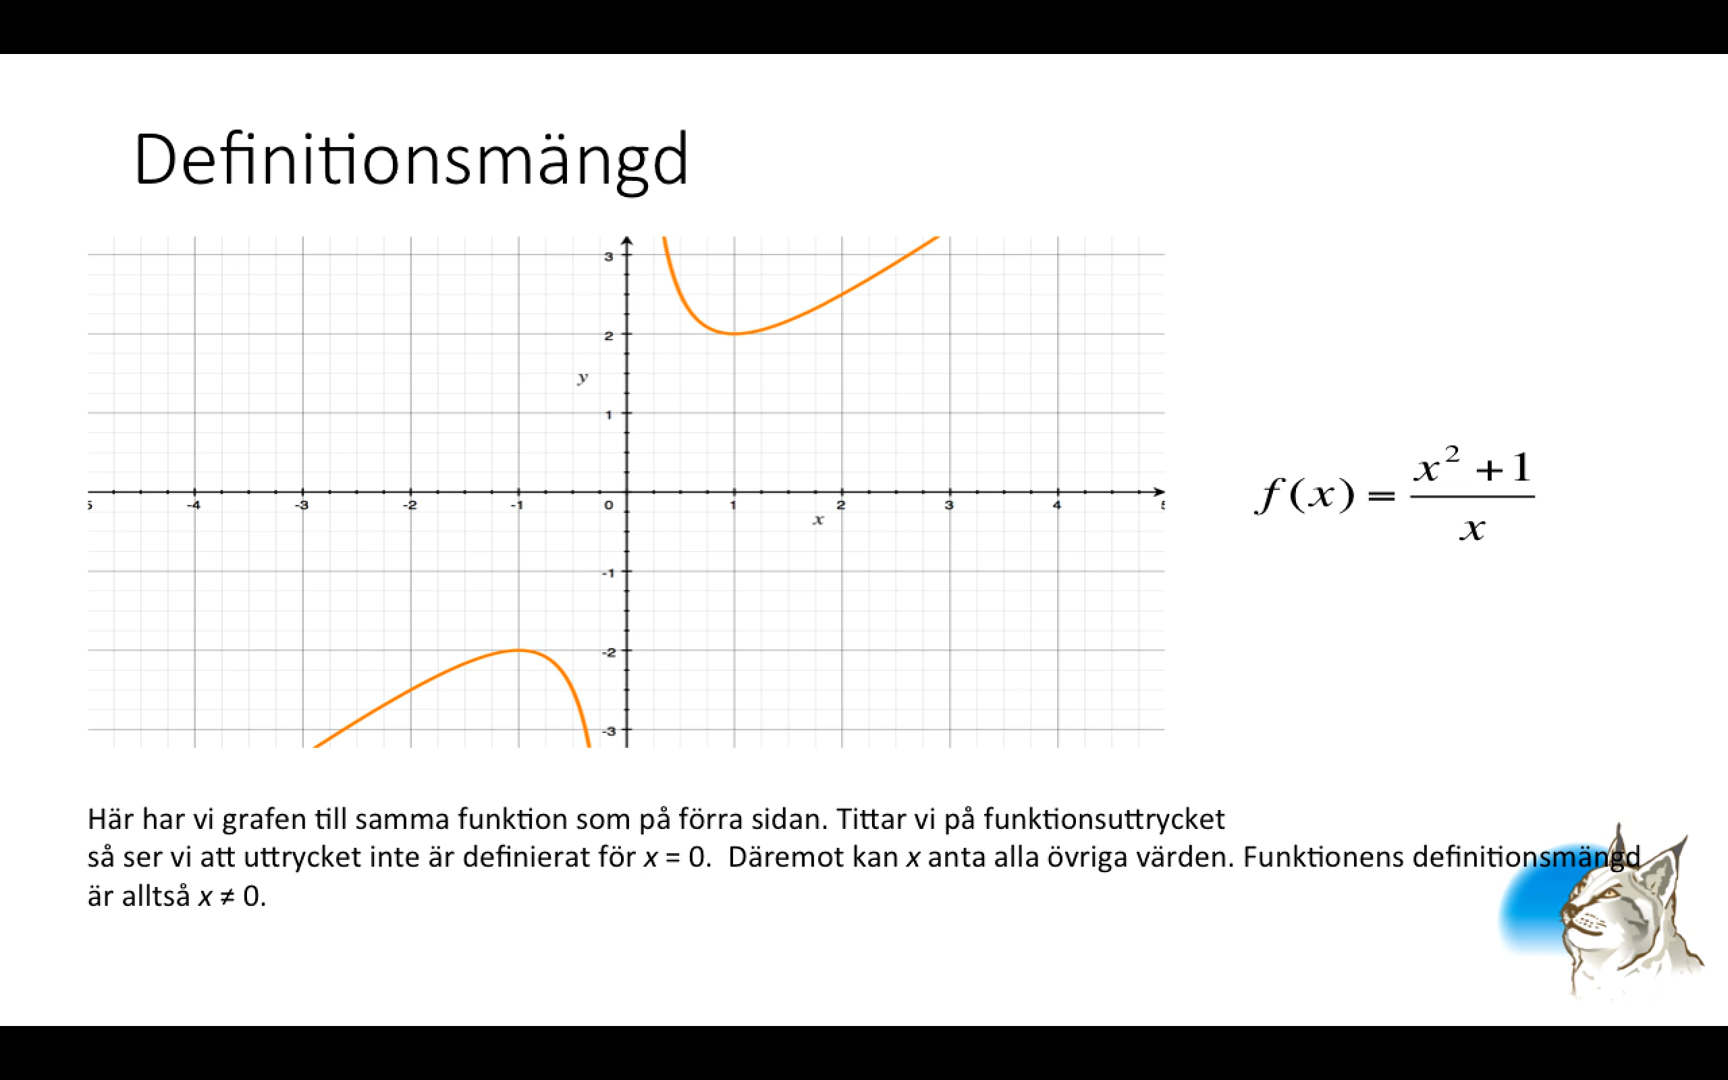 Definitionsmängd
3
2
y
1
5 -4 -3 -2 -1 0 1 2 3 4 5
x
-1
-2
-3
f(x) = (x² + 1) / x
Här har vi grafen till samma funktion som på förra sidan. Tittar vi på funktionsuttrycket
så ser vi att uttrycket inte är definierat för x = 0.  Däremot kan x anta alla övriga värden. Funktionens definitionsmängd
är alltså x ≠ 0.